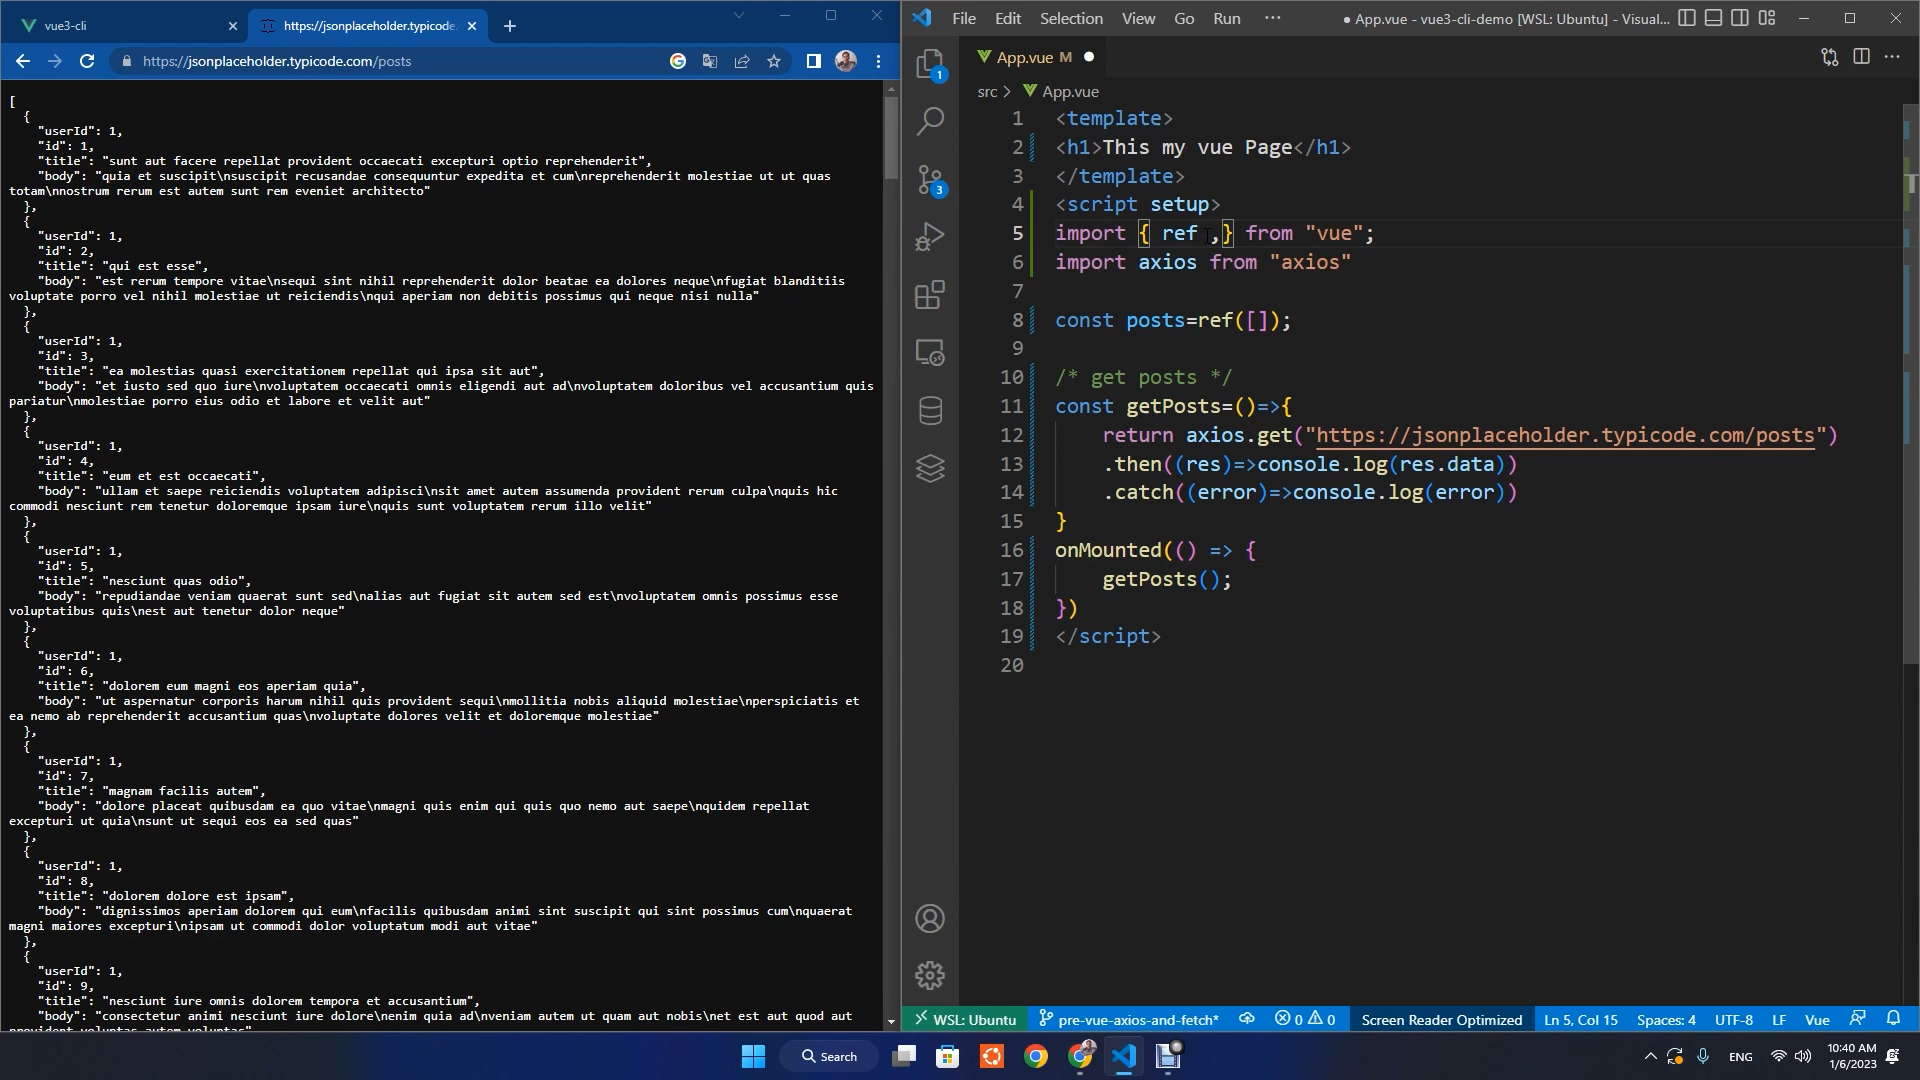 vue3-cli
https://jsonplaceholder.typicode.
https://jsonplaceholder.typicode.com/posts
[
{
"userId": 1,
"id": 1,
"title": "sunt aut facere repellat provident occaecati excepturi optio reprehenderit",
"body": "quia et suscipit\nsuscipit recusandae consequuntur expedita et cum\nreprehenderit molestiae ut ut quas
totam\nnostrum rerum est autem sunt rem eveniet architecto"
},
{
"userId": 1,
"id": 2,
"title": "qui est esse",
"body": "est rerum tempore vitae\nsequi sint nihil reprehenderit dolor beatae ea dolores neque\nfugiat blanditiis
voluptate porro vel nihil molestiae ut reiciendis\nqui aperiam non debitis possimus qui neque nisi nulla"
},
{
"userId": 1,
"id": 3,
"title": "ea molestias quasi exercitationem repellat qui ipsa sit aut",
"body": "et iusto sed quo iure\nvoluptatem occaecati omnis eligendi aut ad\nvoluptatem doloribus vel accusantium quis
pariatur\nmolestiae porro eius odio et labore et velit aut"
},
{
"userId": 1,
"id": 4,
"title": "eum et est occaecati",
"body": "ullam et saepe reiciendis voluptatem adipisci\nsit amet autem assumenda provident rerum culpa\nquis hic
commodi nesciunt rem tenetur doloremque ipsam iure\nquis sunt voluptatem rerum illo velit"
},
{
"userId": 1,
"id": 5,
"title": "nesciunt quas odio",
"body": "repudiandae veniam quaerat sunt sed\nalias aut fugiat sit autem sed est\nvoluptatem omnis possimus esse
voluptatibus quis\nest aut tenetur dolor neque"
},
{
"userId": 1,
"id": 6,
"title": "dolorem eum magni eos aperiam quia",
"body": "ut aspernatur corporis harum nihil quis provident sequi\nmollitia nobis aliquid molestiae\nperspiciatis et
ea nemo ab reprehenderit accusantium quas\nvoluptate dolores velit et doloremque molestiae"
},
{
"userId": 1,
"id": 7,
"title": "magnam facilis autem",
"body": "dolore placeat quibusdam ea quo vitae\nmagni quis enim qui quis quo nemo aut saepe\nquidem repellat
excepturi ut quia\nsunt ut sequi eos ea sed quas"
},
{
"userId": 1,
"id": 8,
"title": "dolorem dolore est ipsam",
"body": "dignissimos aperiam dolorem qui eum\nfacilis quibusdam animi sint suscipit qui sint possimus cum\nquaerat
magni maiores excepturi\nipsam ut commodi dolor voluptatum modi aut vitae"
},
{
"userId": 1,
"id": 9,
"title": "nesciunt iure omnis dolorem tempora et accusantium",
"body": "consectetur animi nesciunt iure dolore\nenim quia ad\nveniam autem ut quam aut nobis\net est aut quod aut
provident voluptas autem voluptas"
File Edit Selection View Go Run ···
● App.vue - vue3-cli-demo [WSL: Ubuntu] - Visual...
App.vue M
src > App.vue
1 <template>
2 <h1>This my vue Page</h1>
3 </template>
4 <script setup>
5 import { ref ,} from "vue";
6 import axios from "axios"
7
8 const posts=ref([]);
9
10 /* get posts */
11 const getPosts=()=>{
12 return axios.get("https://jsonplaceholder.typicode.com/posts")
13 .then((res)=>console.log(res.data))
14 .catch((error)=>console.log(error))
15 }
16 onMounted(() => {
17 getPosts();
18 })
19 </script>
20
1
3
WSL: Ubuntu pre-vue-axios-and-fetch* 0 0 Screen Reader Optimized Ln 5, Col 15 Spaces: 4 UTF-8 LF Vue
Search
ENG
10:40 AM
1/6/2023